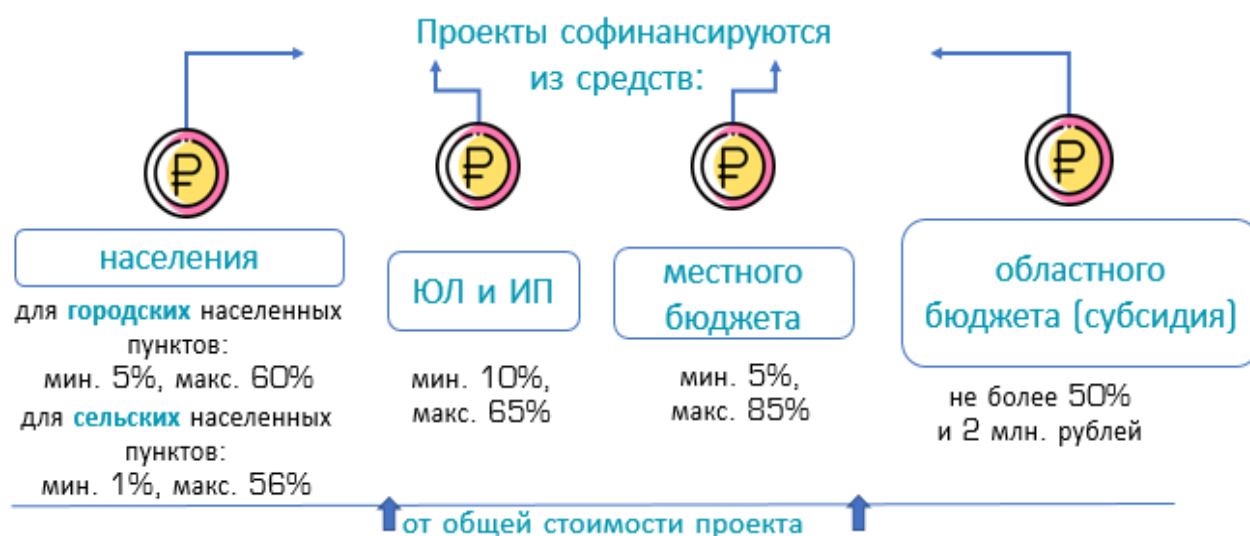 Проекты софинансируются
из средств:
населения
для городских населенных
пунктов:
мин. 5%, макс. 60%
для сельских населенных
пунктов:
мин. 1%, макс. 56%
ЮЛ и ИП
мин. 10%,
макс. 65%
местного
бюджета
мин. 5%,
макс. 85%
областного
бюджета (субсидия)
не более 50%
и 2 млн. рублей
от общей стоимости проекта